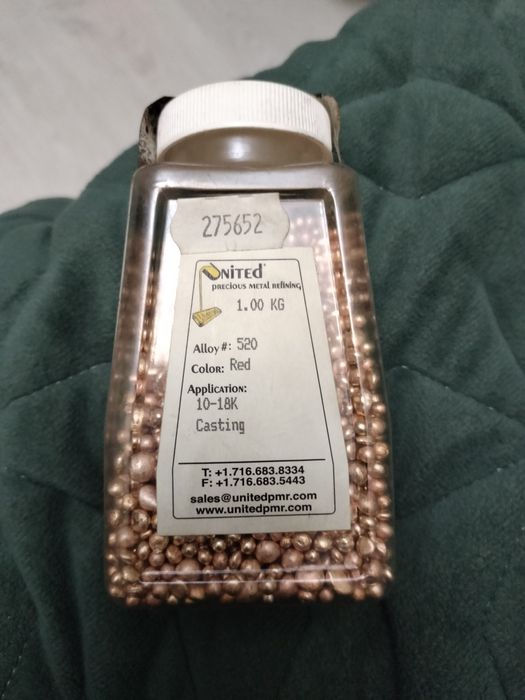 275652
UNITED®
PRECIOUS METAL REFINING
1.00 KG
Alloy #: 520
Color: Red
Application:
10-18K
Casting
T: +1.716.683.8334
F: +1.716.683.5443
sales@unitedpmr.com
www.unitedpmr.com